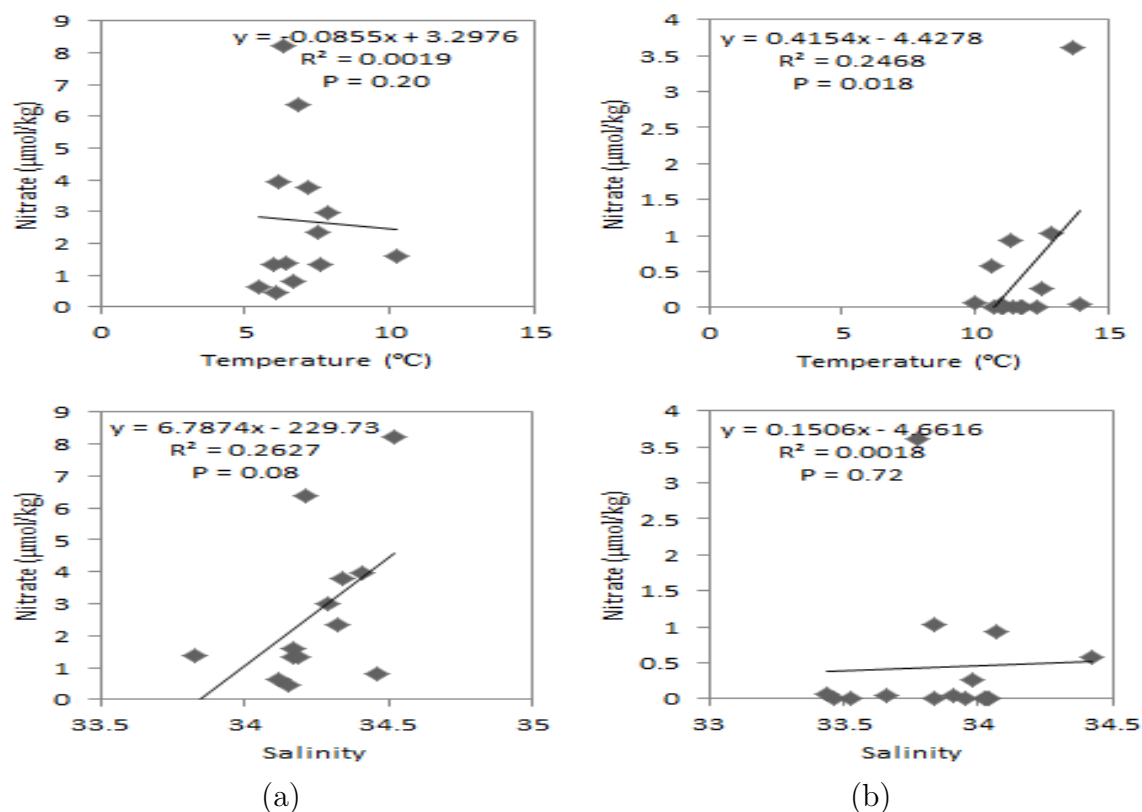 y = -0.0855x + 3.2976
R² = 0.0019
P = 0.20
Nitrate (µmol/kg)
9
8
7
6
5
4
3
2
1
0
0 5 10 15
Temperature (°C)
y = 0.4154x - 4.4278
R² = 0.2468
P = 0.018
Nitrate (µmol/kg)
4
3.5
3
2.5
2
1.5
1
0.5
0
0 5 10 15
Temperature (°C)
y = 6.7874x - 229.73
R² = 0.2627
P = 0.08
Nitrate (µmol/kg)
9
8
7
6
5
4
3
2
1
0
33.5 34 34.5 35
Salinity
(a)
y = 0.1506x - 4.6616
R² = 0.0018
P = 0.72
Nitrate (µmol/kg)
4
3.5
3
2.5
2
1.5
1
0.5
0
33 33.5 34 34.5
Salinity
(b)